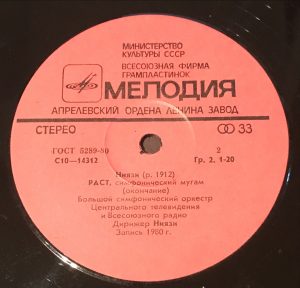 МИНИСТЕРСТВО
КУЛЬТУРЫ СССР
ВСЕСОЮЗНАЯ ФИРМА
ГРАМПЛАСТИНОК
МЕЛОДИЯ
АПРЕЛЕВСКИЙ ОРДЕНА ЛЕНИНА ЗАВОД
СТЕРЕО 33
ГОСТ 5289-80 2
С10—14312 Гр. 2. 1-20
Ниязи (р. 1912)
РАСТ, симфонический мугам
(окончание)
Большой симфонический оркестр
Центрального телевидения
и Всесоюзного радио
Дирижер Ниязи
Запись 1980 г.